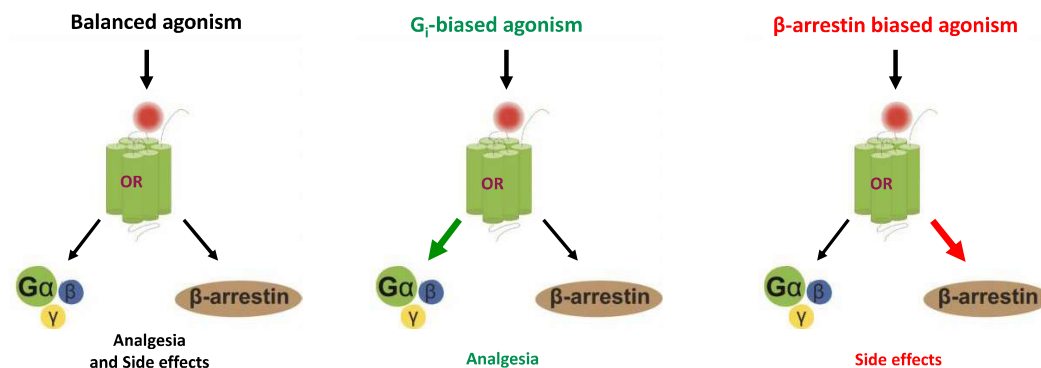 Balanced agonism
OR
Gα
β
γ
β-arrestin
Analgesia
and Side effects
Gᵢ-biased agonism
OR
Gα
β
γ
β-arrestin
Analgesia
β-arrestin biased agonism
OR
Gα
β
γ
β-arrestin
Side effects